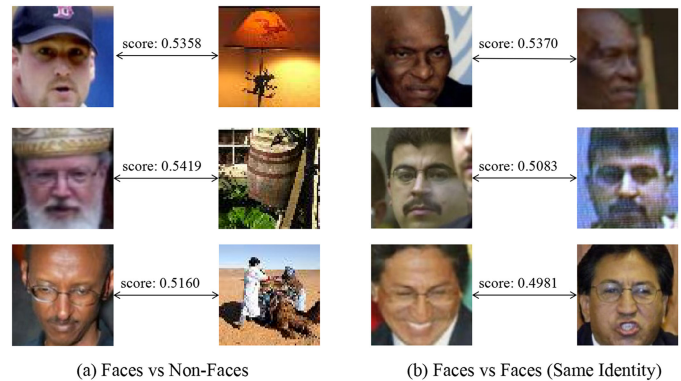 score: 0.5358
score: 0.5370
score: 0.5419
score: 0.5083
score: 0.5160
score: 0.4981
(a) Faces vs Non-Faces
(b) Faces vs Faces (Same Identity)